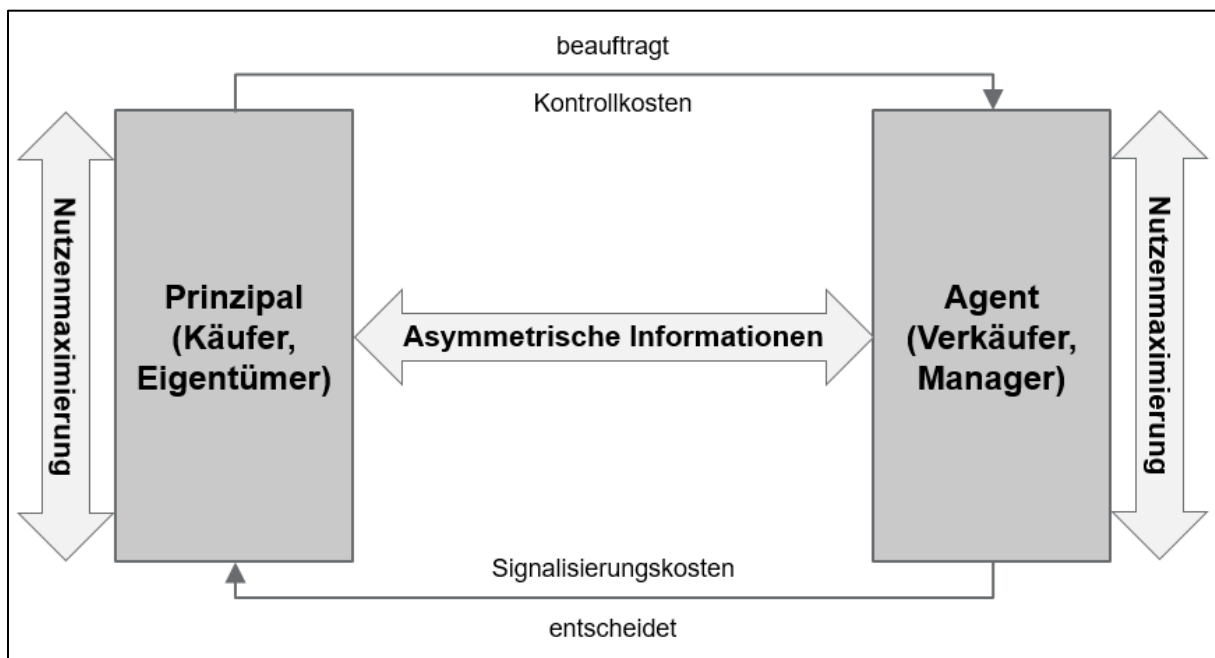 beauftragt
Kontrollkosten
Nutzenmaximierung
Prinzipal
(Käufer,
Eigentümer)
Asymmetrische Informationen
Agent
(Verkäufer,
Manager)
Nutzenmaximierung
Signalisierungskosten
entscheidet